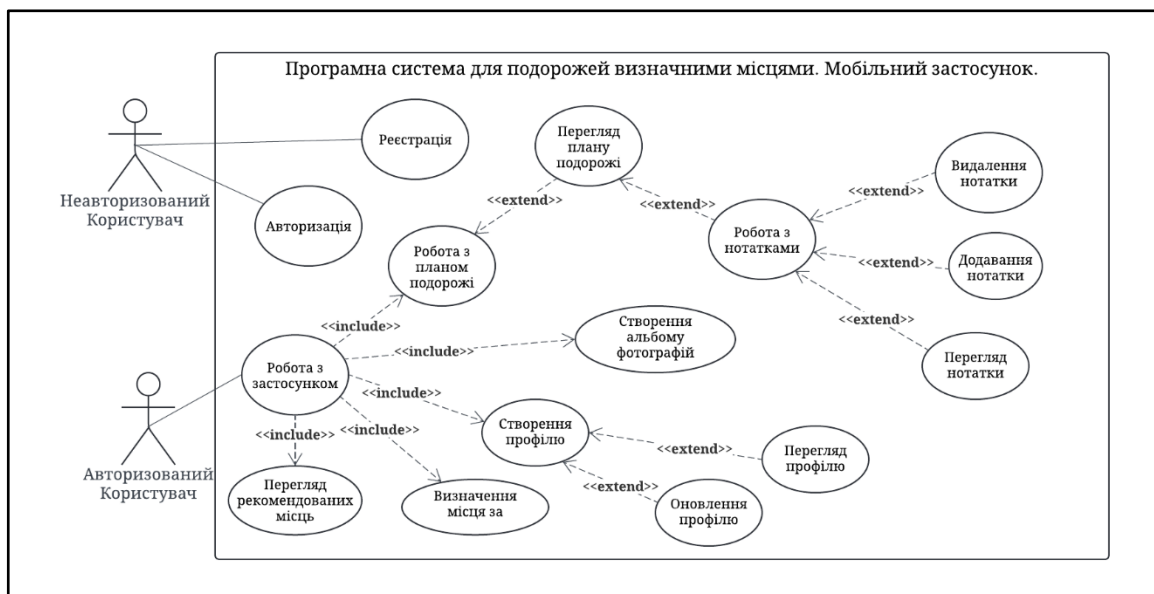 Програмна система для подорожей визначними місцями. Мобільний застосунок.
Реєстрація
Перегляд
плану
подорожі
Видалення
нотатки
Неавторизований
Користувач
<<extend>>
<<extend>>
<<extend>>
Авторизація
Робота з
нотатками
Робота з
планом
подорожі
<<extend>>
Додавання
нотатки
<<include>>
Створення
альбому
фотографій
<<extend>>
<<include>>
Робота з
застосунком
Перегляд
нотатки
<<include>>
<<include>>
<<include>>
Створення
профілю
<<extend>>
Перегляд
профілю
Авторизований
Користувач
Перегляд
рекомендованих
місць
Визначення
місця за
<<extend>>
Оновлення
профілю